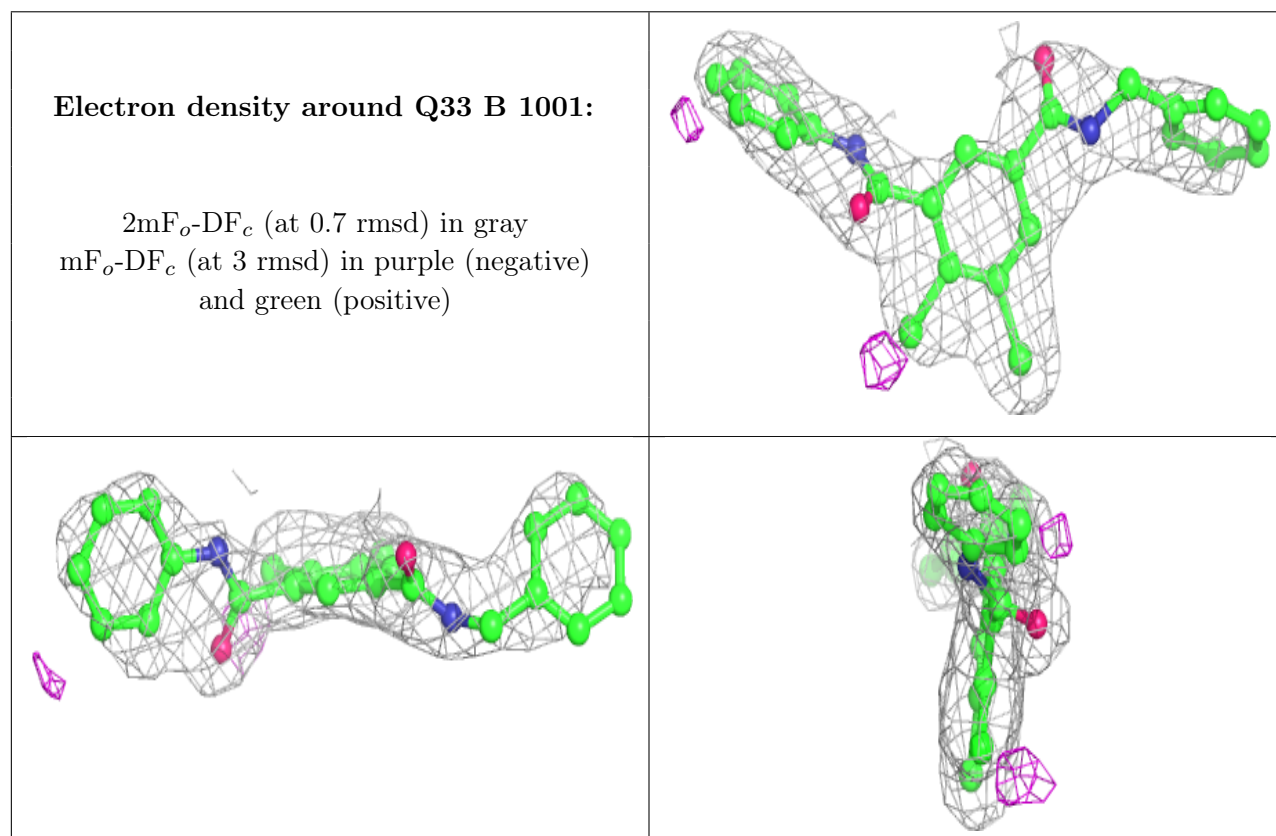 Electron density around Q33 B 1001:
2mFo-DFc (at 0.7 rmsd) in gray
mFo-DFc (at 3 rmsd) in purple (negative)
and green (positive)